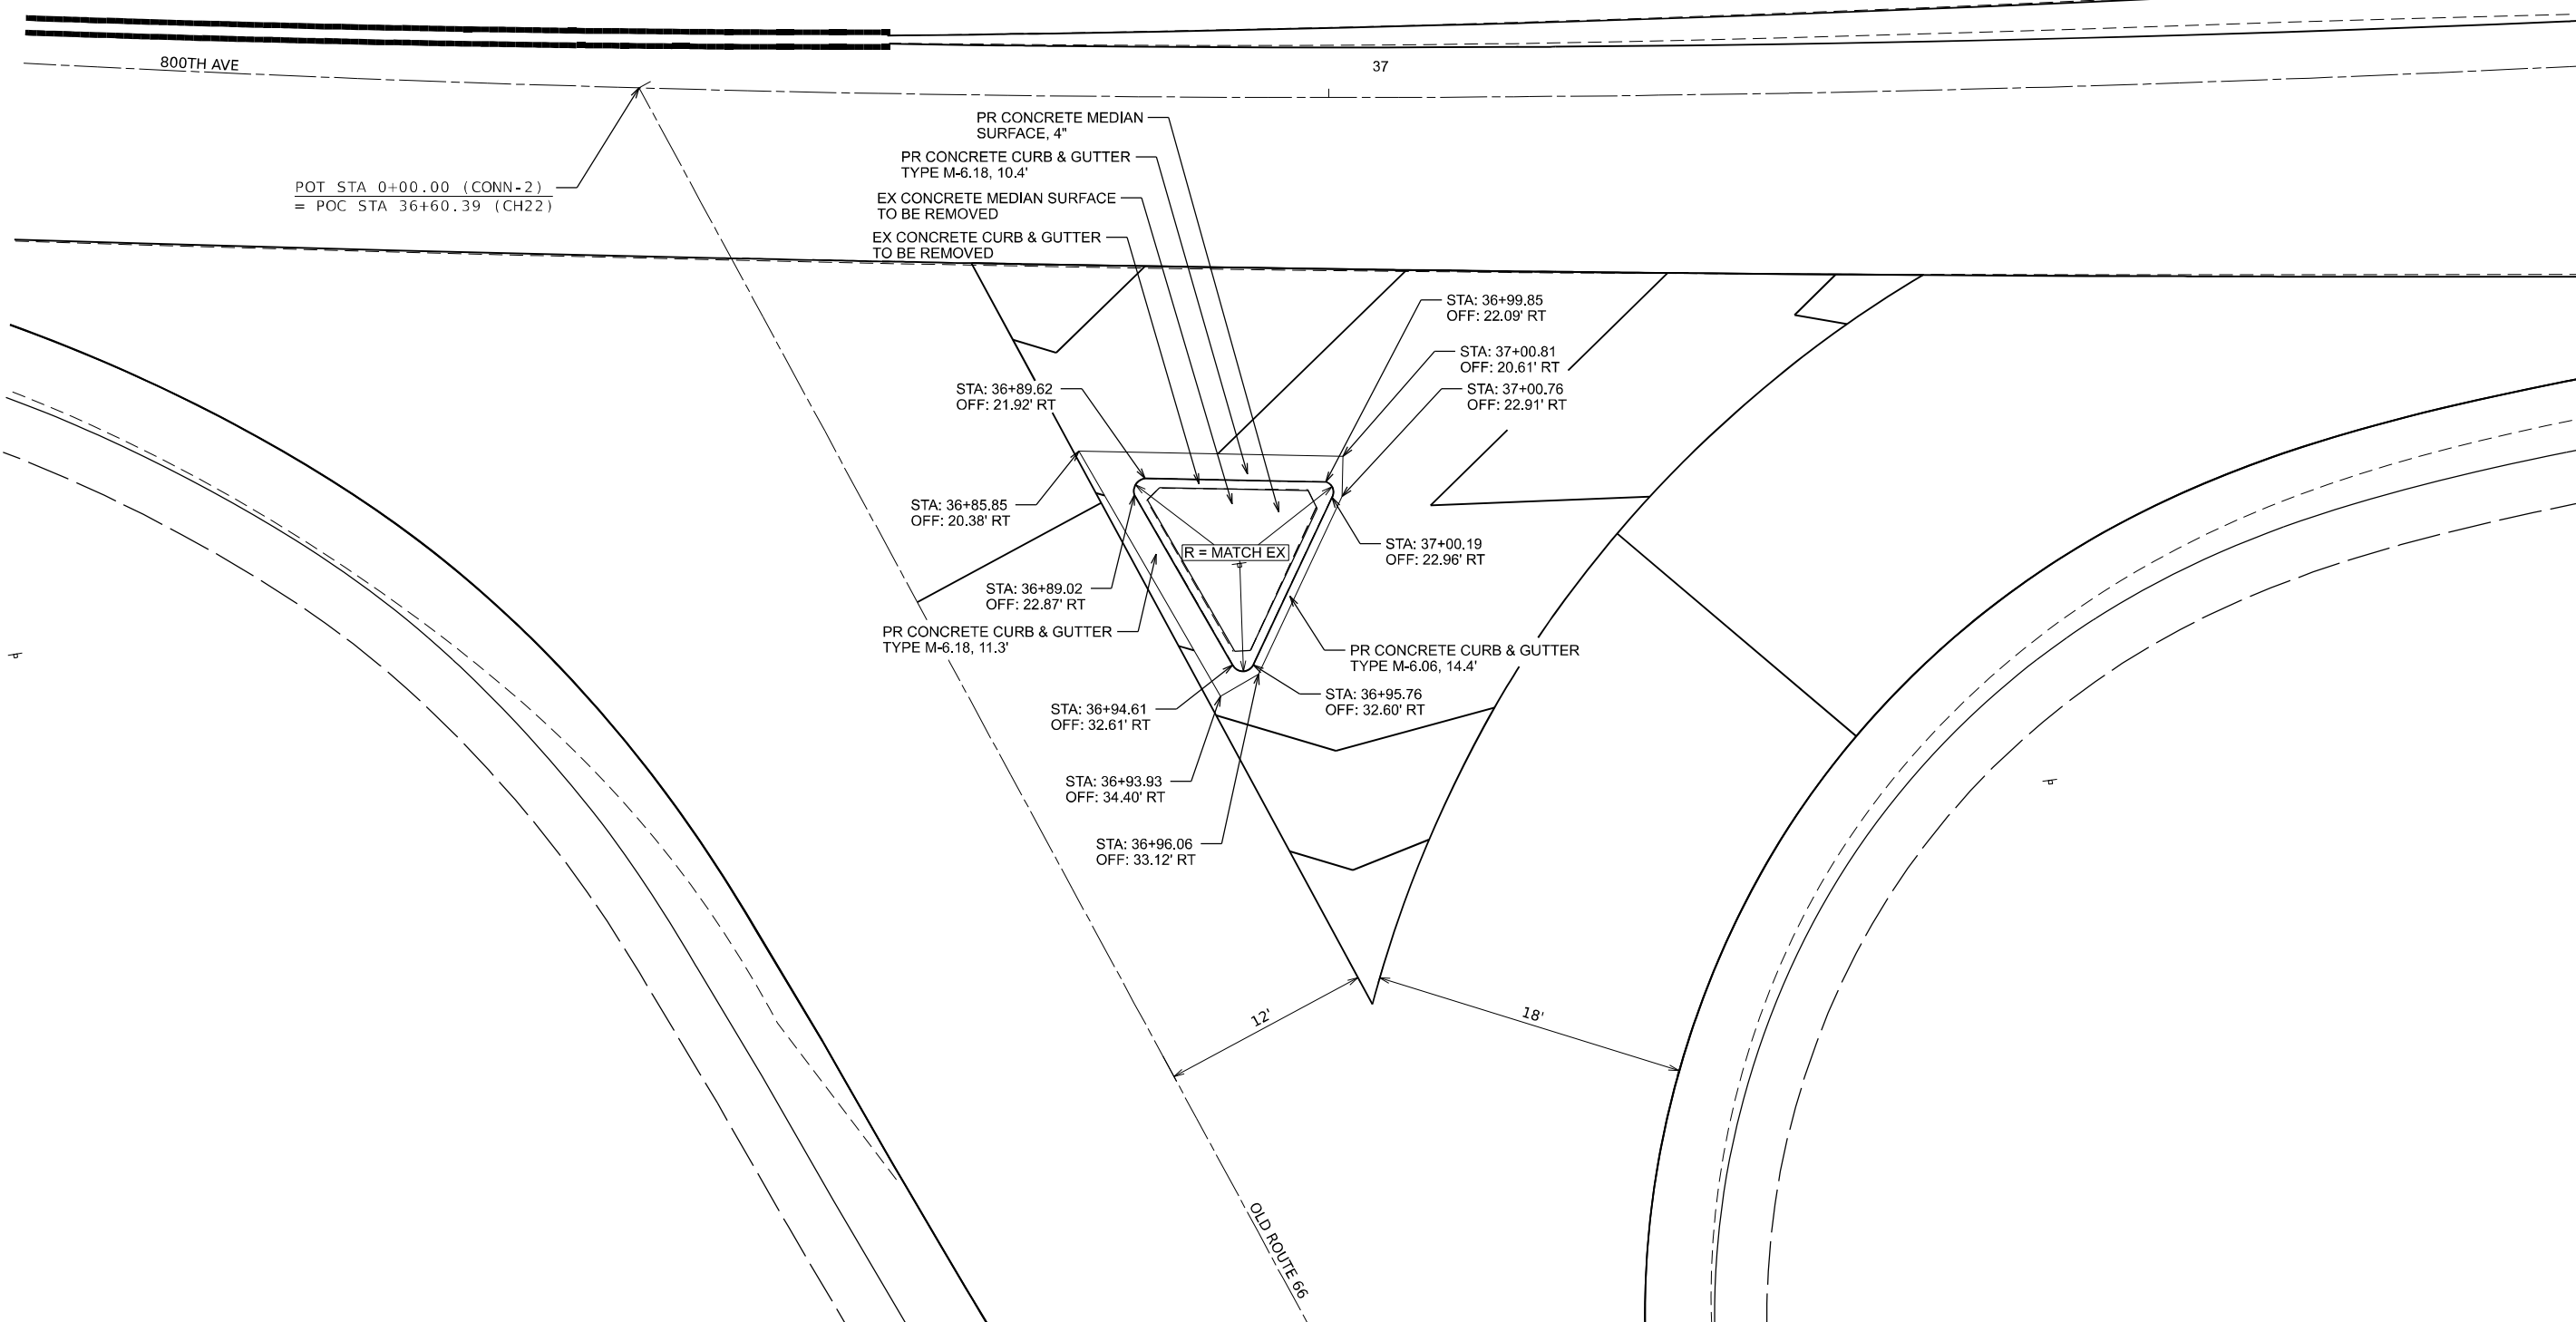 800TH AVE
37
POT STA 0+00.00 (CONN-2)
= POC STA 36+60.39 (CH22)
PR CONCRETE MEDIAN
SURFACE, 4"
PR CONCRETE CURB & GUTTER
TYPE M-6.18, 10.4'
EX CONCRETE MEDIAN SURFACE
TO BE REMOVED
EX CONCRETE CURB & GUTTER
TO BE REMOVED
STA: 36+99.85
OFF: 22.09' RT
STA: 37+00.81
OFF: 20.61' RT
STA: 37+00.76
OFF: 22.91' RT
STA: 36+89.62
OFF: 21.92' RT
STA: 36+85.85
OFF: 20.38' RT
R = MATCH EX
STA: 37+00.19
OFF: 22.96' RT
STA: 36+89.02
OFF: 22.87' RT
PR CONCRETE CURB & GUTTER
TYPE M-6.18, 11.3'
PR CONCRETE CURB & GUTTER
TYPE M-6.06, 14.4'
STA: 36+95.76
OFF: 32.60' RT
STA: 36+94.61
OFF: 32.61' RT
STA: 36+93.93
OFF: 34.40' RT
STA: 36+96.06
OFF: 33.12' RT
12'
18'
OLD ROUTE 66